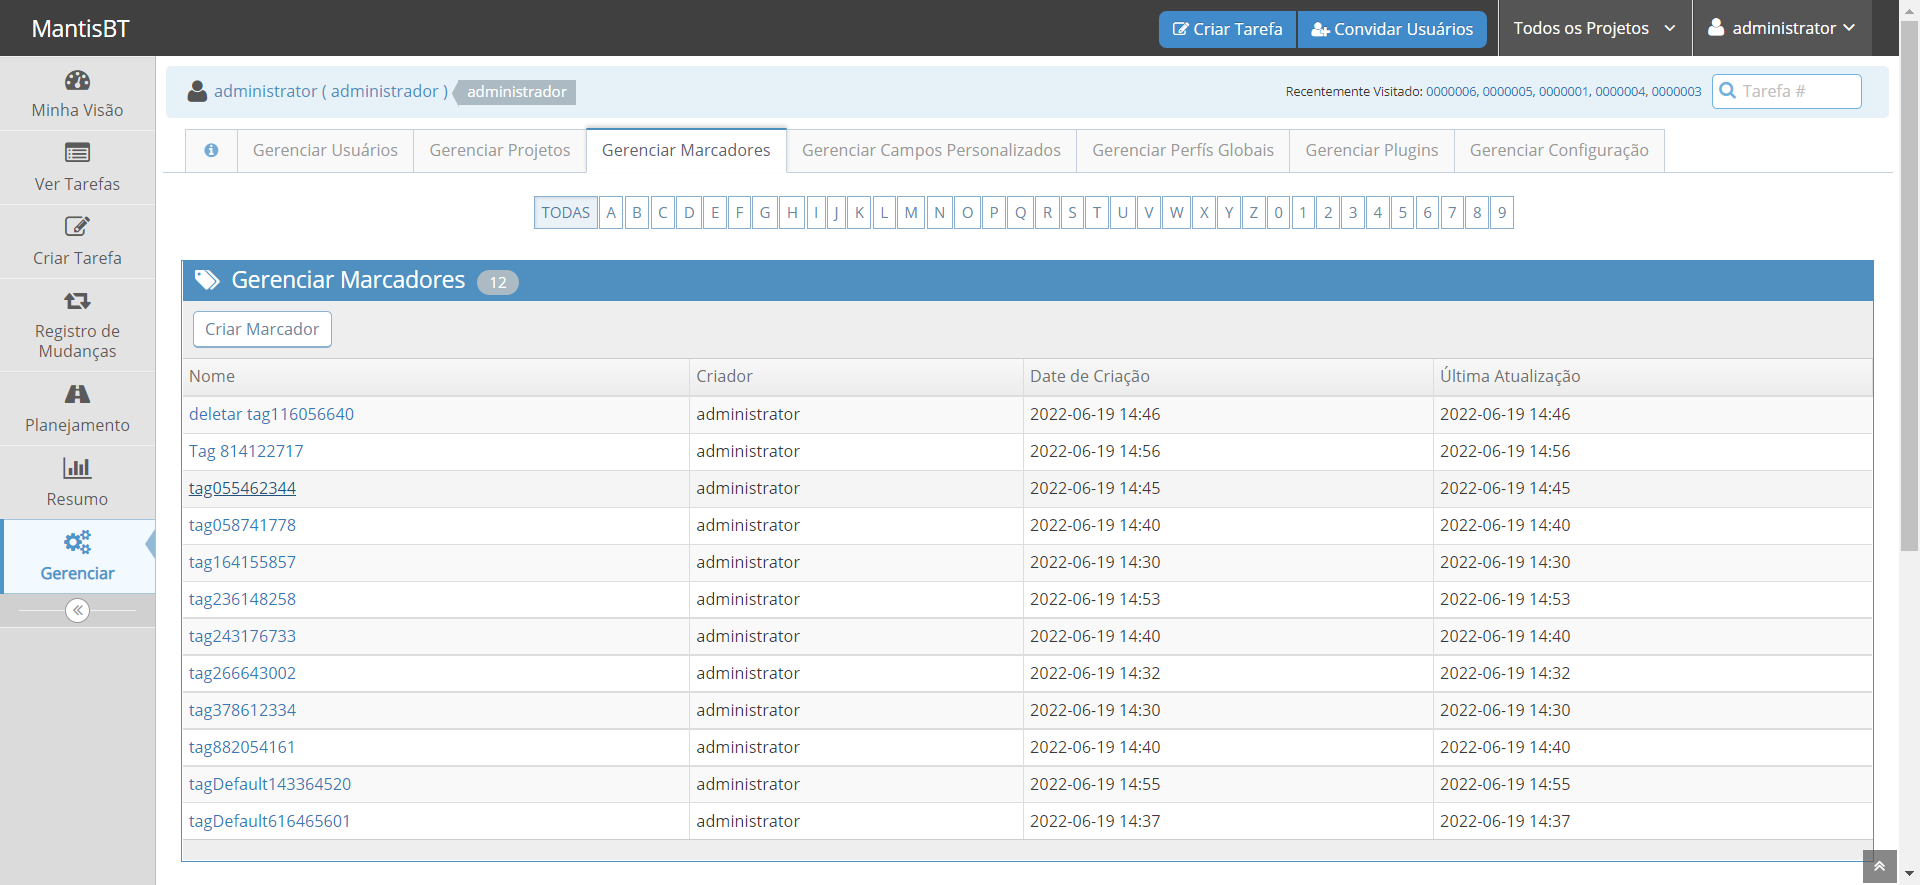 MantisBT
Criar Tarefa
Convidar Usuários
Todos os Projetos
administrator
Minha Visão
Ver Tarefas
Criar Tarefa
Registro de
Mudanças
Planejamento
Resumo
Gerenciar
administrator ( administrador )
administrador
Recentemente Visitado: 0000006, 0000005, 0000001, 0000004, 0000003
Tarefa #
Gerenciar Usuários
Gerenciar Projetos
Gerenciar Marcadores
Gerenciar Campos Personalizados
Gerenciar Perfís Globais
Gerenciar Plugins
Gerenciar Configuração
TODAS A B C D E F G H I J K L M N O P Q R S T U V W X Y Z 0 1 2 3 4 5 6 7 8 9
Gerenciar Marcadores 12
Criar Marcador
Nome Criador Date de Criação Última Atualização
deletar tag116056640 administrator 2022-06-19 14:46 2022-06-19 14:46
Tag 814122717 administrator 2022-06-19 14:56 2022-06-19 14:56
tag055462344 administrator 2022-06-19 14:45 2022-06-19 14:45
tag058741778 administrator 2022-06-19 14:40 2022-06-19 14:40
tag164155857 administrator 2022-06-19 14:30 2022-06-19 14:30
tag236148258 administrator 2022-06-19 14:53 2022-06-19 14:53
tag243176733 administrator 2022-06-19 14:40 2022-06-19 14:40
tag266643002 administrator 2022-06-19 14:32 2022-06-19 14:32
tag378612334 administrator 2022-06-19 14:30 2022-06-19 14:30
tag882054161 administrator 2022-06-19 14:40 2022-06-19 14:40
tagDefault143364520 administrator 2022-06-19 14:55 2022-06-19 14:55
tagDefault616465601 administrator 2022-06-19 14:37 2022-06-19 14:37